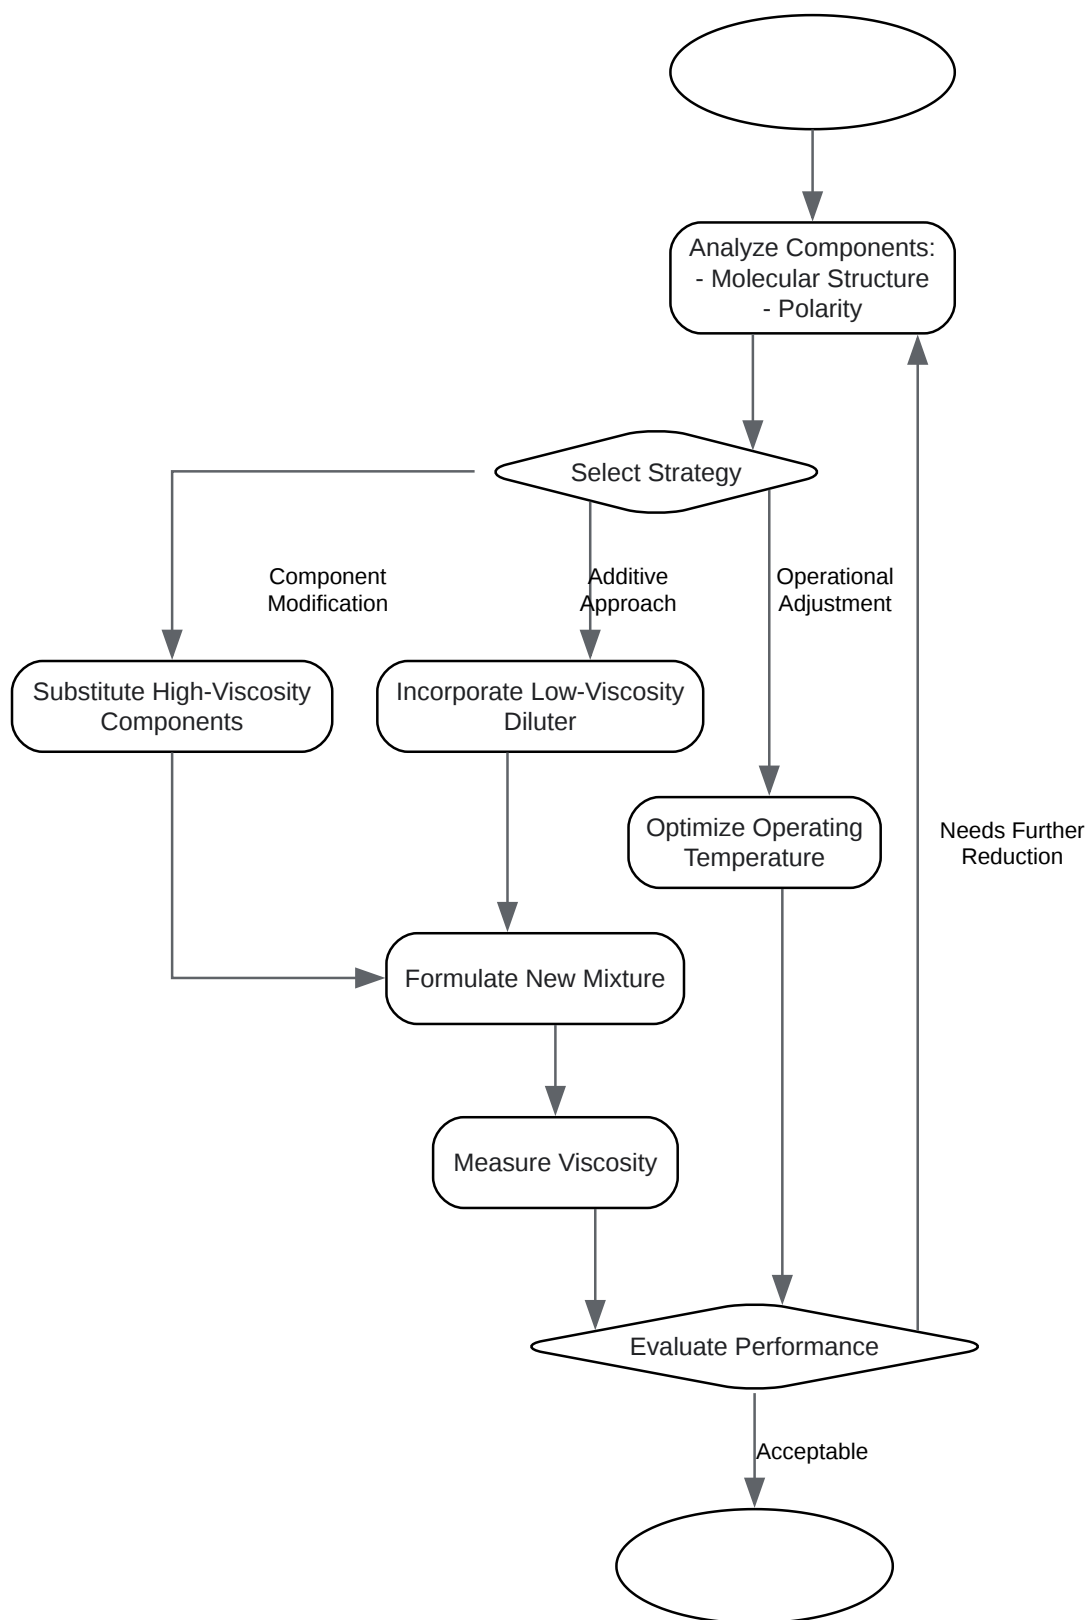 Analyze Components:
- Molecular Structure
- Polarity
Select Strategy
Component
Modification
Additive
Approach
Operational
Adjustment
Substitute High-Viscosity
Components
Incorporate Low-Viscosity
Diluter
Optimize Operating
Temperature
Needs Further
Reduction
Formulate New Mixture
Measure Viscosity
Evaluate Performance
Acceptable